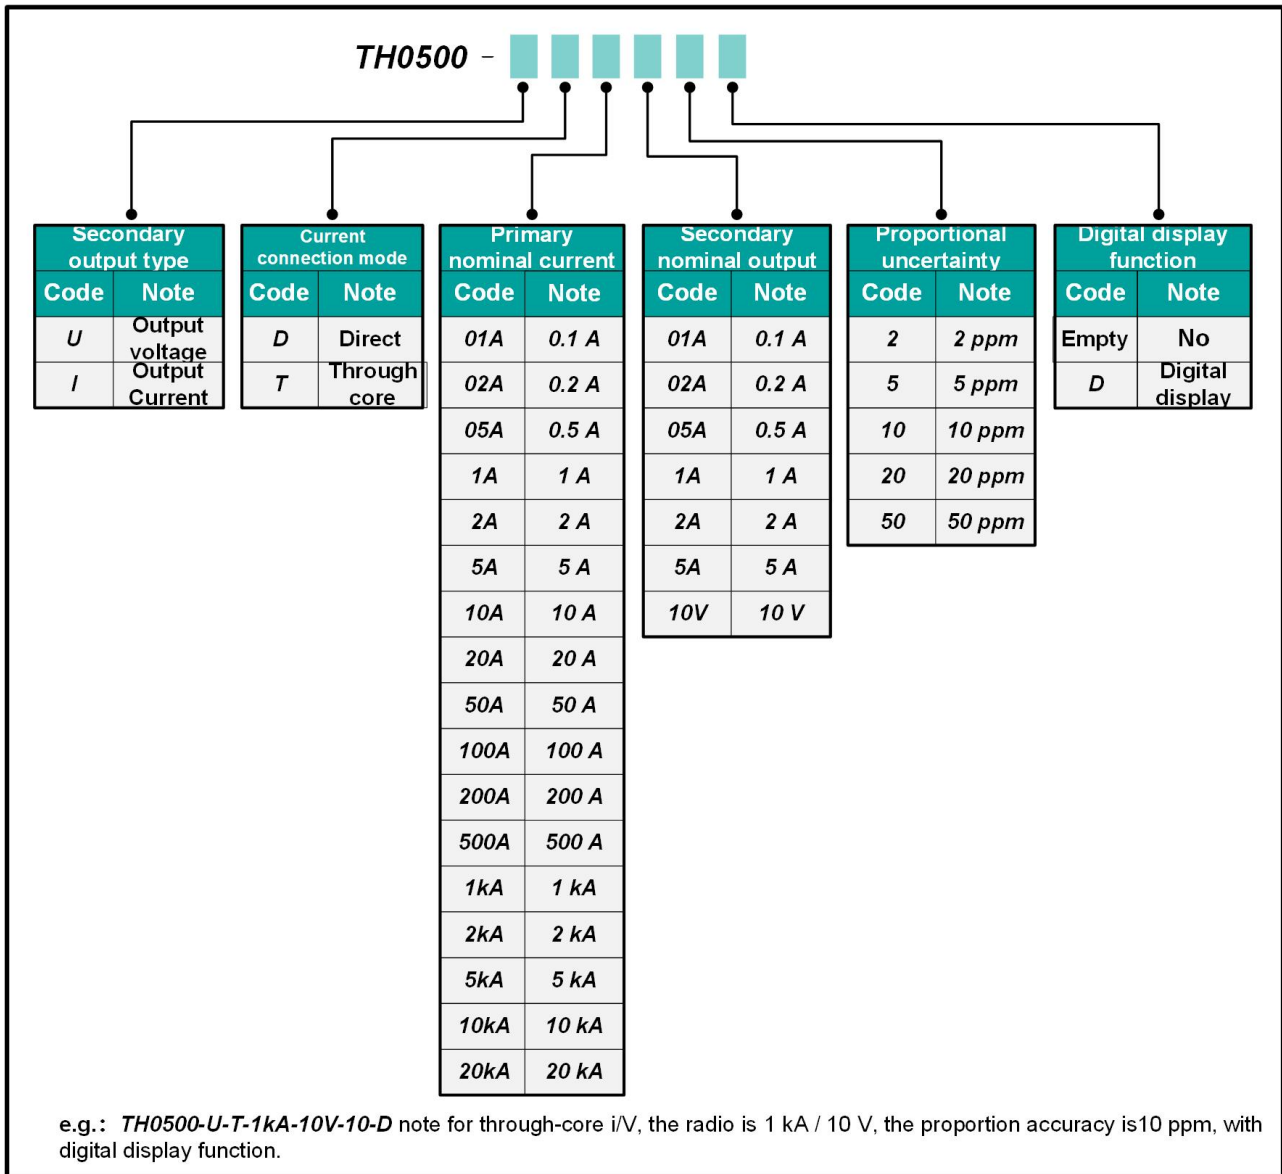 TH0500 -
Secondary
output type
Code Note
U Output
voltage
I Output
Current
Current
connection mode
Code Note
D Direct
T Through
core
Primary
nominal current
Code Note
01A 0.1 A
02A 0.2 A
05A 0.5 A
1A 1 A
2A 2 A
5A 5 A
10A 10 A
20A 20 A
50A 50 A
100A 100 A
200A 200 A
500A 500 A
1kA 1 kA
2kA 2 kA
5kA 5 kA
10kA 10 kA
20kA 20 kA
Secondary
nominal output
Code Note
01A 0.1 A
02A 0.2 A
05A 0.5 A
1A 1 A
2A 2 A
5A 5 A
10V 10 V
Proportional
uncertainty
Code Note
2 2 ppm
5 5 ppm
10 10 ppm
20 20 ppm
50 50 ppm
Digital display
function
Code Note
Empty No
D Digital
display
e.g.: TH0500-U-T-1kA-10V-10-D note for through-core i/V, the radio is 1 kA / 10 V, the proportion accuracy is10 ppm, with
digital display function.